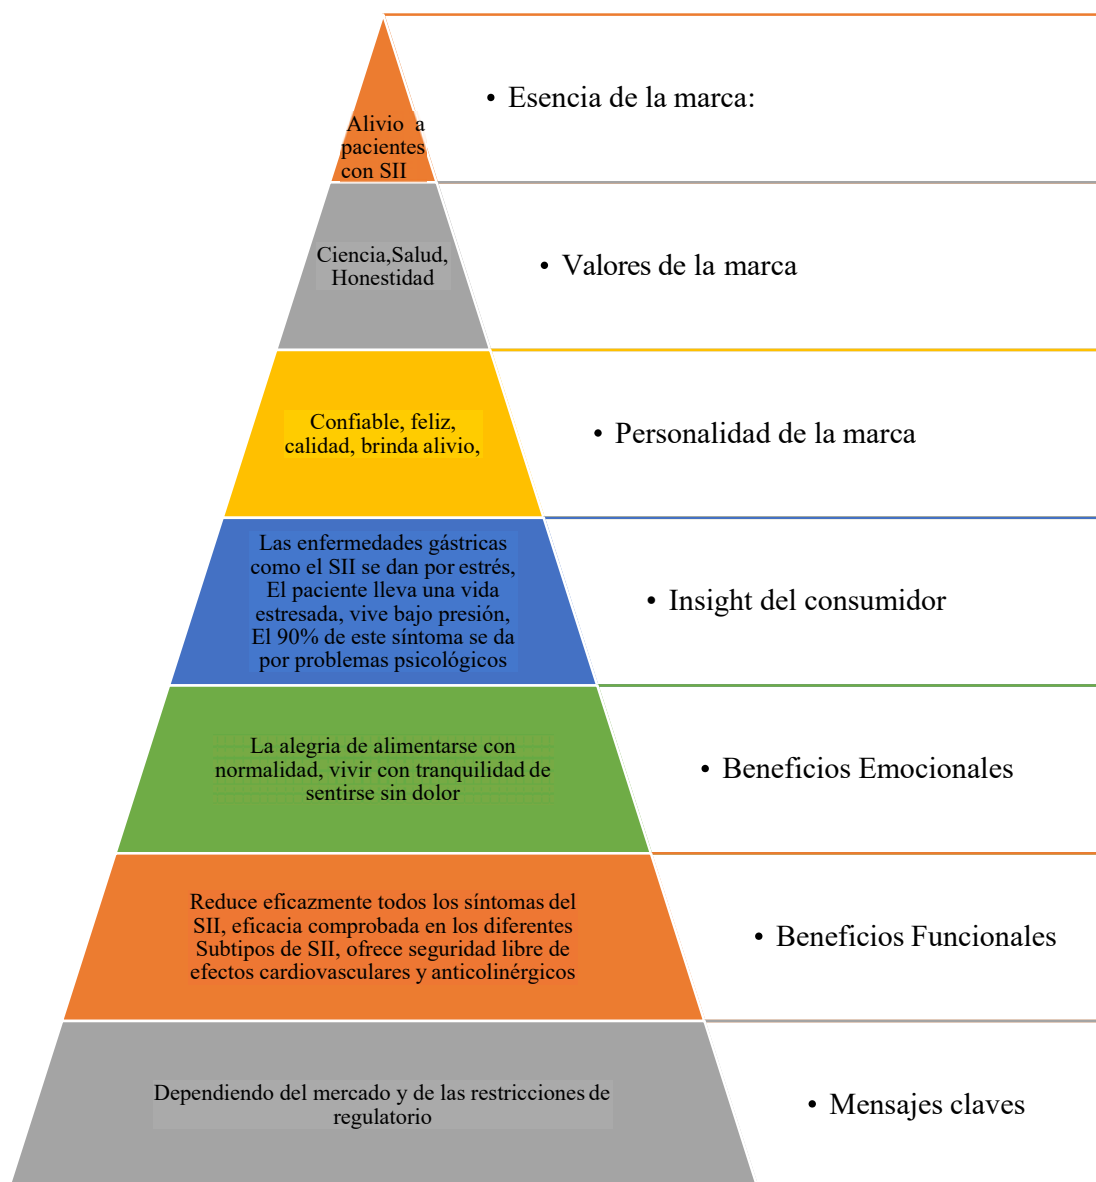 • Esencia de la marca:
Alivio a
pacientes
con SII
Ciencia,Salud,
Honestidad
• Valores de la marca
Confiable, feliz,
calidad, brinda alivio,
• Personalidad de la marca
Las enfermedades gástricas
como el SII se dan por estrés,
El paciente lleva una vida
estresada, vive bajo presión,
El 90% de este síntoma se da
por problemas psicológicos
• Insight del consumidor
La alegria de alimentarse con
normalidad, vivir con tranquilidad de
sentirse sin dolor
• Beneficios Emocionales
Reduce eficazmente todos los síntomas del
SII, eficacia comprobada en los diferentes
Subtipos de SII, ofrece seguridad libre de
efectos cardiovasculares y anticolinérgicos
• Beneficios Funcionales
Dependiendo del mercado y de las restricciones de
regulatorio
• Mensajes claves